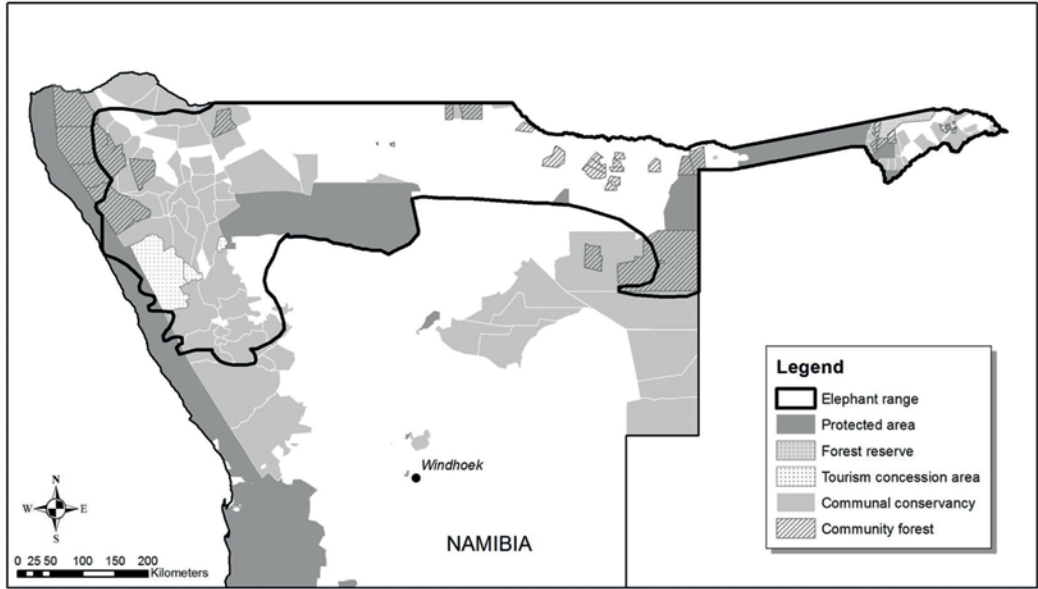 Legend
Elephant range
Protected area
Forest reserve
Tourism concession area
Communal conservancy
Community forest
Windhoek
N
W E
S
NAMIBIA
0 25 50 100 150 200
Kilometers